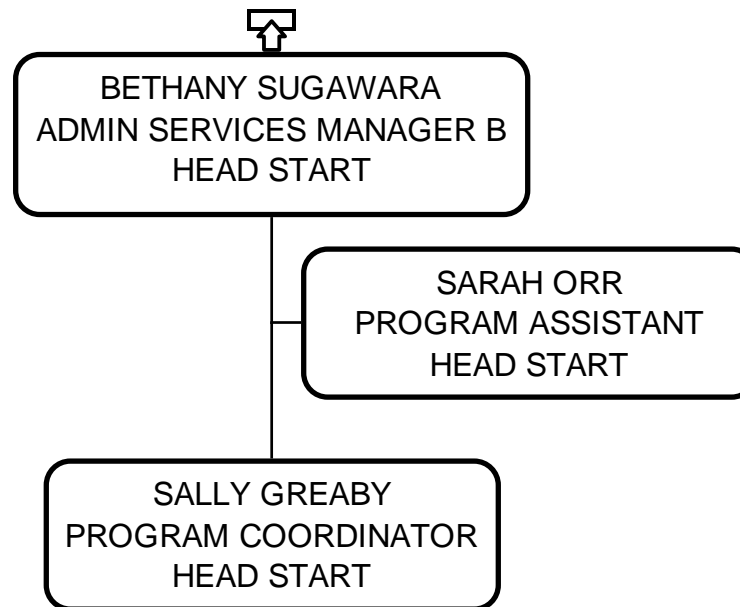 BETHANY SUGAWARA
ADMIN SERVICES MANAGER B
HEAD START
SARAH ORR
PROGRAM ASSISTANT
HEAD START
SALLY GREABY
PROGRAM COORDINATOR
HEAD START